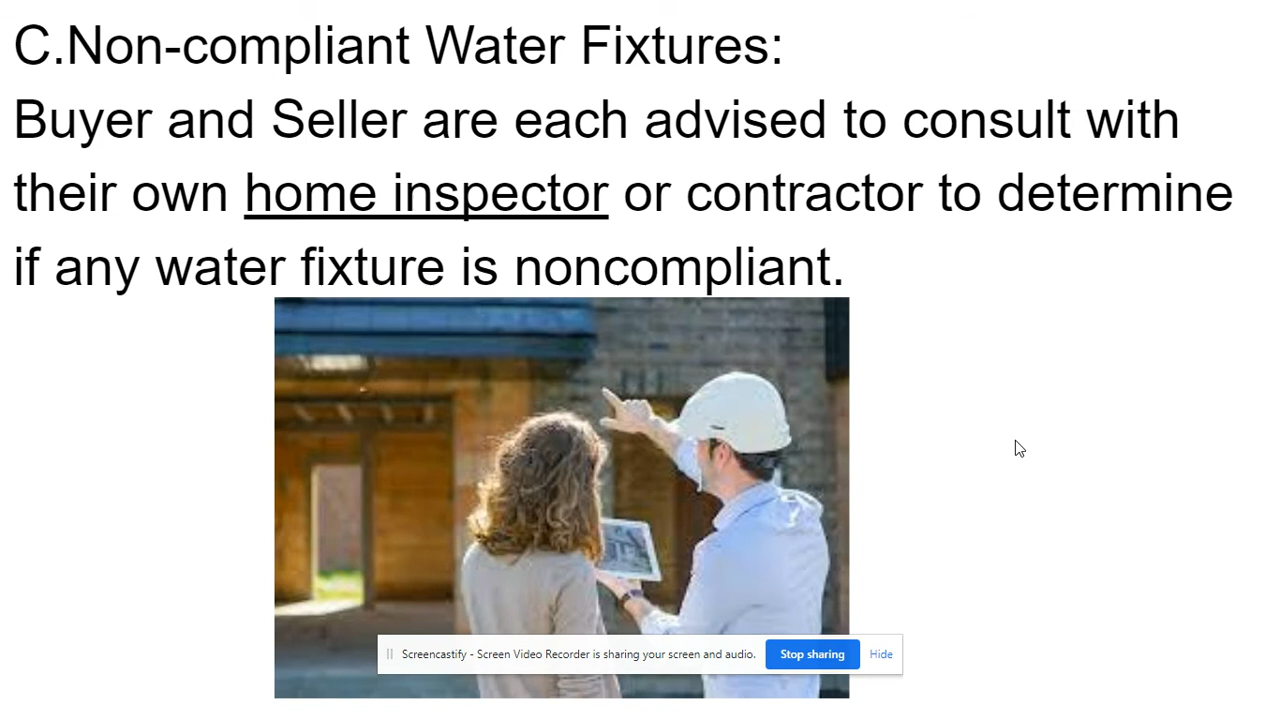 C.Non-compliant Water Fixtures:
Buyer and Seller are each advised to consult with
their own home inspector or contractor to determine
if any water fixture is noncompliant.
Screencastify - Screen Video Recorder is sharing your screen and audio. Stop sharing Hide